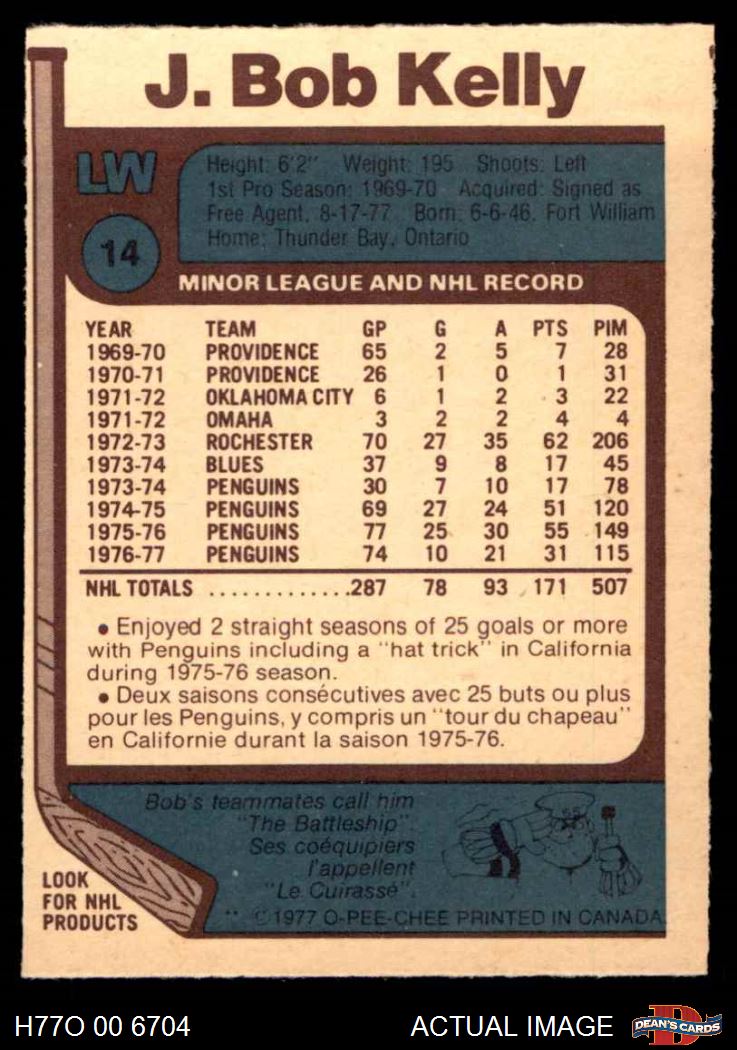 J. Bob Kelly
LW
14
Height: 6'2" Weight: 195 Shoots: Left
1st Pro Season: 1969-70 Acquired: Signed as
Free Agent, 8-17-77 Born: 6-6-46, Fort William
Home: Thunder Bay, Ontario
MINOR LEAGUE AND NHL RECORD
YEAR TEAM GP G A PTS PIM
1969-70 PROVIDENCE 65 2 5 7 28
1970-71 PROVIDENCE 26 1 0 1 31
1971-72 OKLAHOMA CITY 6 1 2 3 22
1971-72 OMAHA 3 2 2 4 4
1972-73 ROCHESTER 70 27 35 62 206
1973-74 BLUES 37 9 8 17 45
1973-74 PENGUINS 30 7 10 17 78
1974-75 PENGUINS 69 27 24 51 120
1975-76 PENGUINS 77 25 30 55 149
1976-77 PENGUINS 74 10 21 31 115
NHL TOTALS .............287 78 93 171 507
• Enjoyed 2 straight seasons of 25 goals or more
with Penguins including a "hat trick" in California
during 1975-76 season.
• Deux saisons consécutives avec 25 buts ou plus
pour les Penguins, y compris un "tour du chapeau"
en Californie durant la saison 1975-76.
Bob's teammates call him
"The Battleship".
Ses coéquipiers
l'appellent
"Le Cuirassé".
LOOK
FOR NHL
PRODUCTS
** © 1977 O-PEE-CHEE PRINTED IN CANADA
H77O 00 6704
ACTUAL IMAGE
D
DEAN'S CARDS